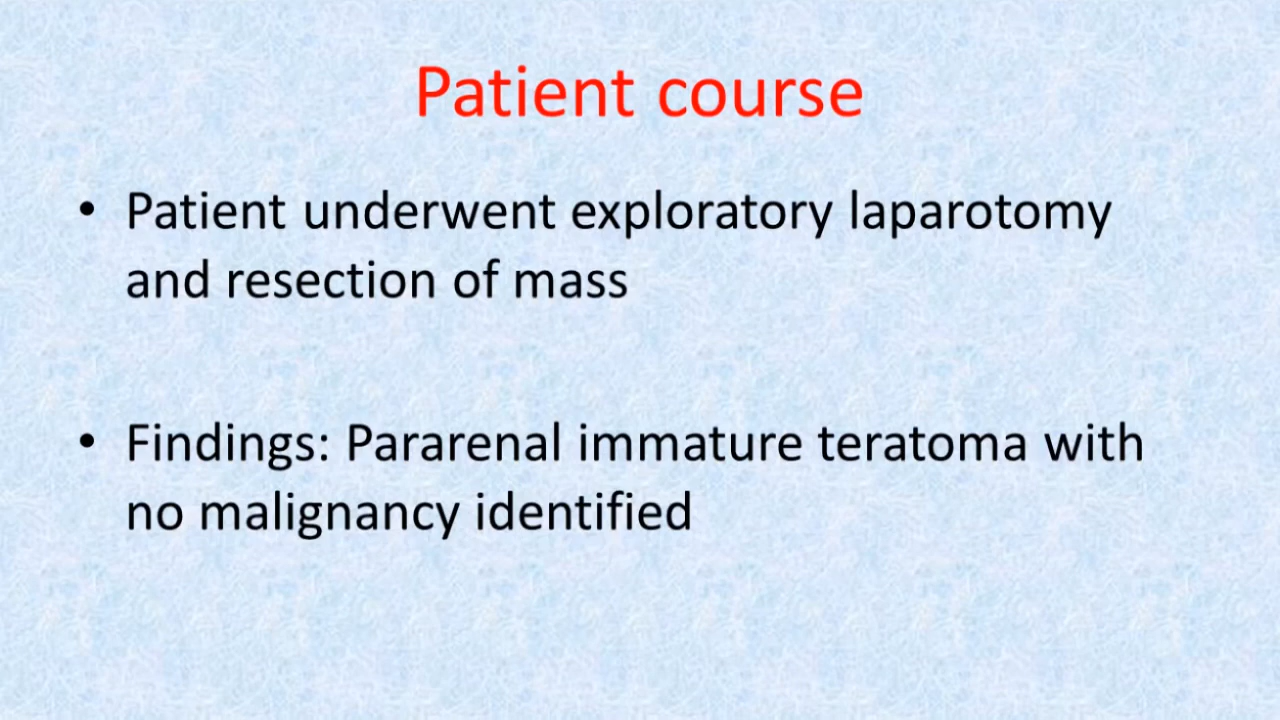 Patient course
• Patient underwent exploratory laparotomy
and resection of mass
• Findings: Pararenal immature teratoma with
no malignancy identified